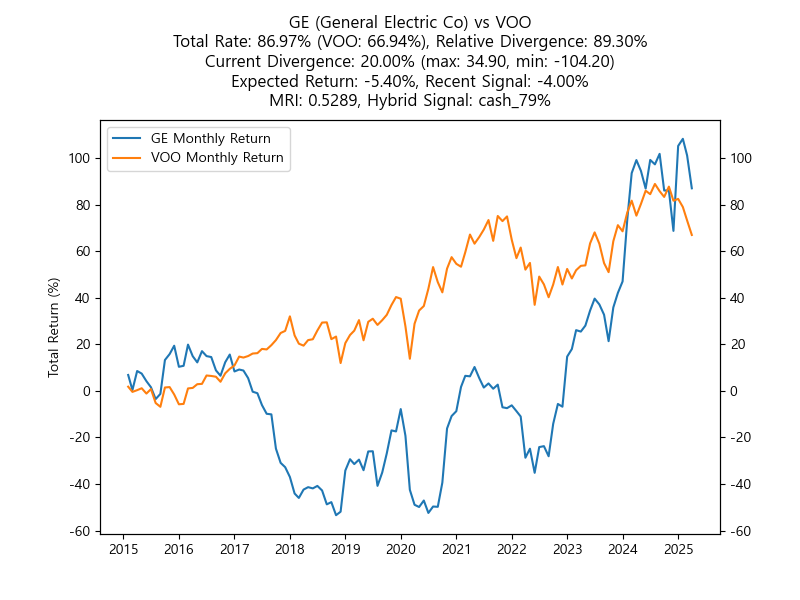 GE (General Electric Co) vs VOO
Total Rate: 86.97% (VOO: 66.94%), Relative Divergence: 89.30%
Current Divergence: 20.00% (max: 34.90, min: -104.20)
Expected Return: -5.40%, Recent Signal: -4.00%
MRI: 0.5289, Hybrid Signal: cash_79%
GE Monthly Return
VOO Monthly Return
Total Return (%)
100
80
60
40
20
0
-20
-40
-60
100
80
60
40
20
0
-20
-40
-60
2015 2016 2017 2018 2019 2020 2021 2022 2023 2024 2025